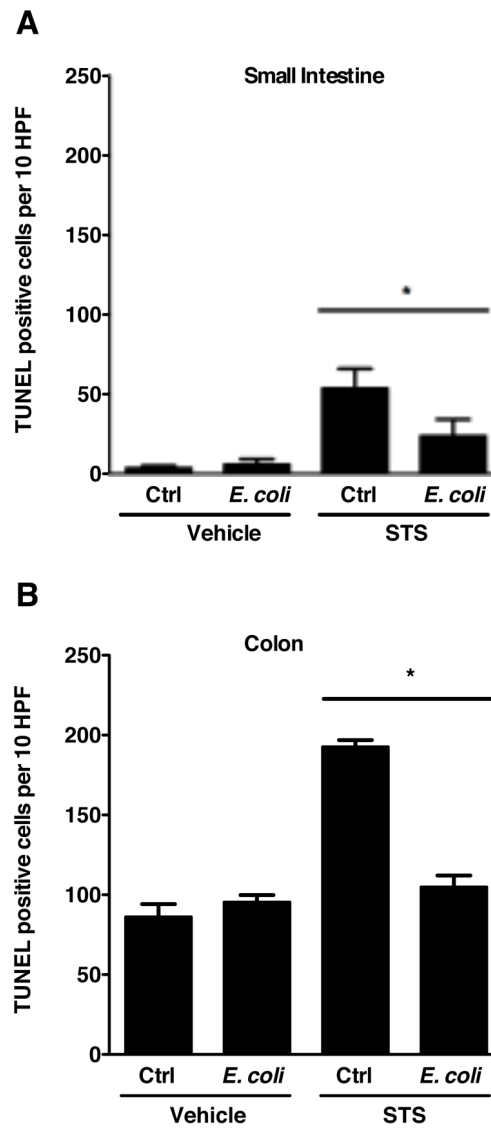 A
Small Intestine
TUNEL positive cells per 10 HPF
250
200
150
100
50
0
*
Ctrl E. coli Ctrl E. coli
Vehicle STS
B
Colon
TUNEL positive cells per 10 HPF
250
200
150
100
50
0
*
Ctrl E. coli Ctrl E. coli
Vehicle STS